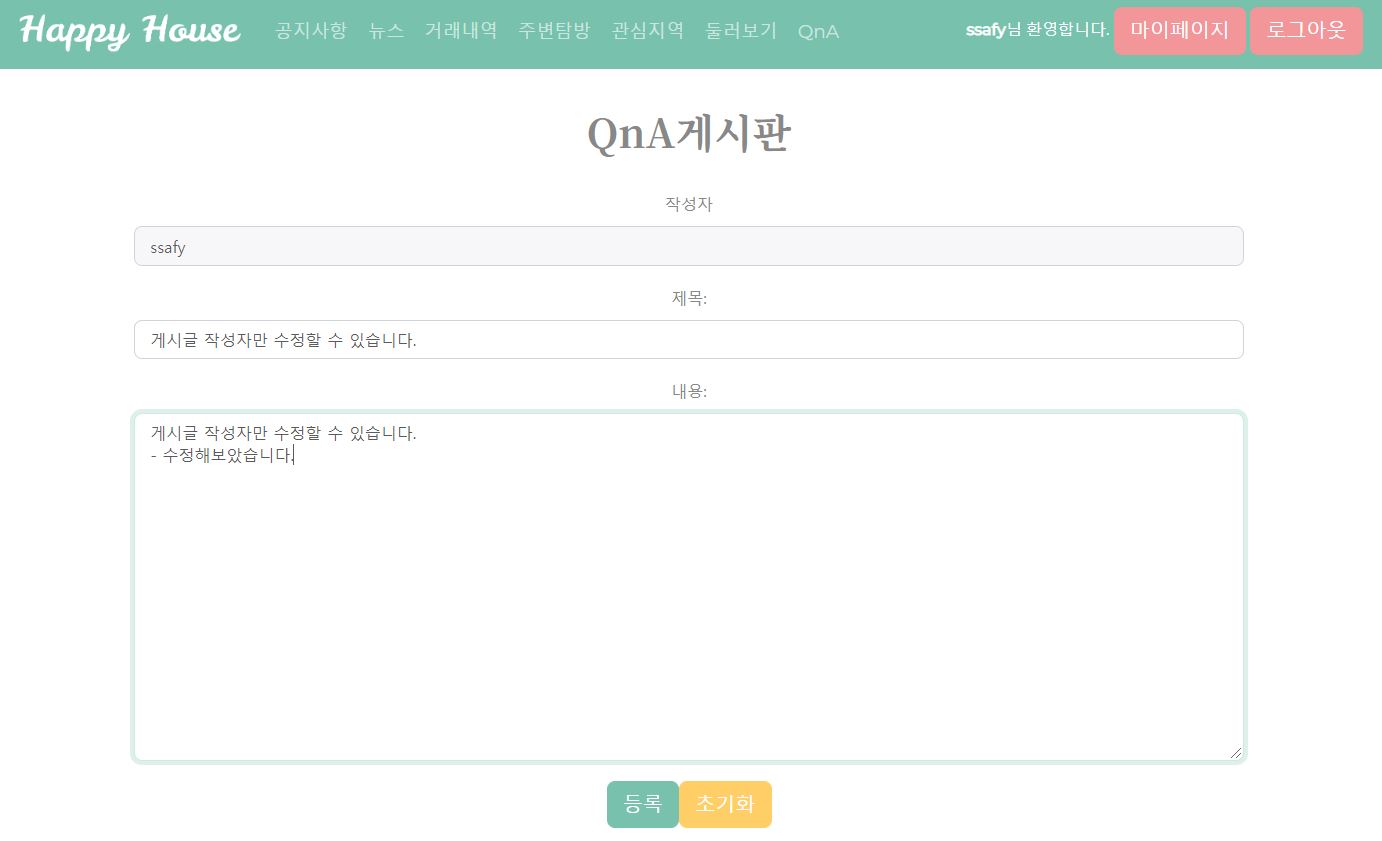 Happy House 공지사항 뉴스 거래내역 주변탐방 관심지역 둘러보기 QnA ssafy님 환영합니다. 마이페이지 로그아웃
QnA게시판
작성자
ssafy
제목:
게시글 작성자만 수정할 수 있습니다.
내용:
게시글 작성자만 수정할 수 있습니다.
- 수정해보았습니다.
등록 초기화